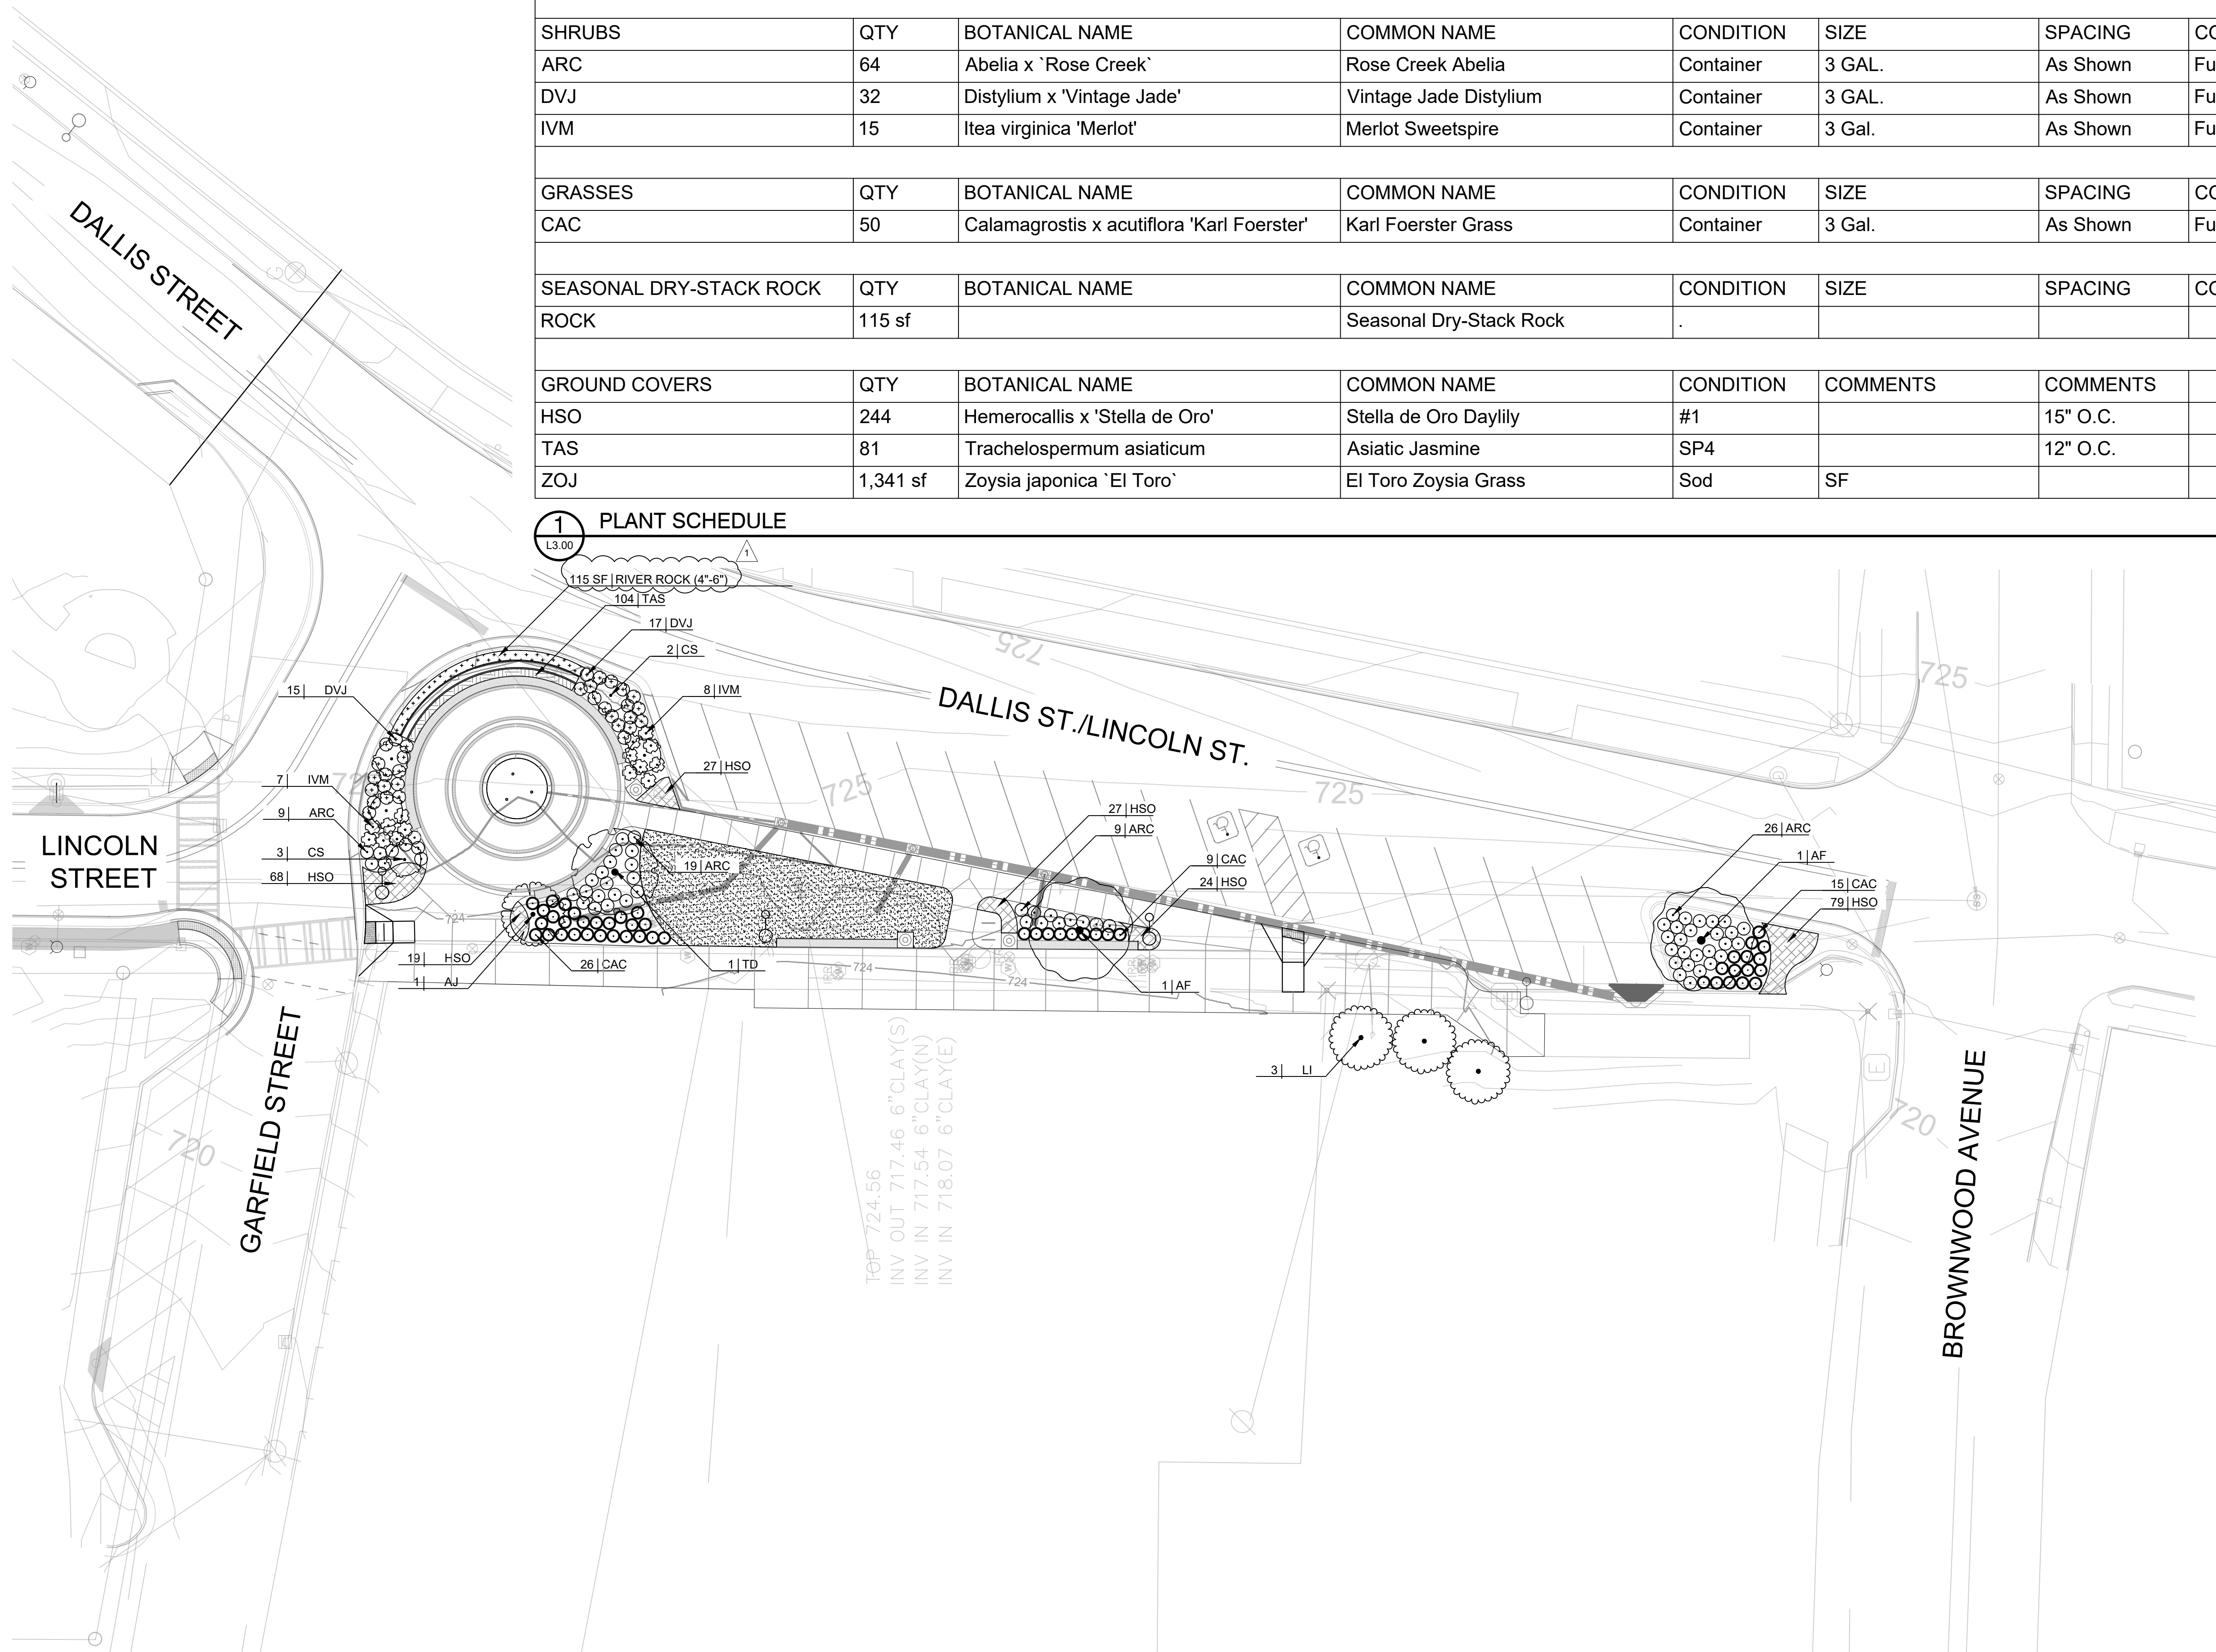 SHRUBS QTY BOTANICAL NAME COMMON NAME CONDITION SIZE SPACING CO
ARC 64 Abelia x `Rose Creek` Rose Creek Abelia Container 3 GAL. As Shown Fu
DVJ 32 Distylium x 'Vintage Jade' Vintage Jade Distylium Container 3 GAL. As Shown Fu
IVM 15 Itea virginica 'Merlot' Merlot Sweetspire Container 3 Gal. As Shown Fu
GRASSES QTY BOTANICAL NAME COMMON NAME CONDITION SIZE SPACING CO
CAC 50 Calamagrostis x acutiflora 'Karl Foerster' Karl Foerster Grass Container 3 Gal. As Shown Fu
SEASONAL DRY-STACK ROCK QTY BOTANICAL NAME COMMON NAME CONDITION SIZE SPACING CO
ROCK 115 sf Seasonal Dry-Stack Rock .
GROUND COVERS QTY BOTANICAL NAME COMMON NAME CONDITION COMMENTS COMMENTS
HSO 244 Hemerocallis x 'Stella de Oro' Stella de Oro Daylily #1 15" O.C.
TAS 81 Trachelospermum asiaticum Asiatic Jasmine SP4 12" O.C.
ZOJ 1,341 sf Zoysia japonica `El Toro` El Toro Zoysia Grass Sod SF
1
L3.00
PLANT SCHEDULE
1
DALLIS STREET
G
115 SF | RIVER ROCK (4"-6")
104 | TAS
17 | DVJ
2 | CS
8 | IVM
27 | HSO
15 | DVJ
7 | IVM
9 | ARC
3 | CS
68 | HSO
72
LINCOLN
STREET
725
DALLIS ST./LINCOLN ST.
725
725
725
19 | ARC
27 | HSO
9 | ARC
9 | CAC
24 | HSO
26 | ARC
1 | AF
15 | CAC
79 | HSO
SS
724
19 | HSO
1 | AJ
26 | CAC
1 | TD
724
724
1 | AF
3 | LI
E
E
GARFIELD STREET
720
TOP 724.56
INV OUT 717.46 6"CLAY(S)
INV IN 717.54 6"CLAY(N)
INV IN 718.07 6"CLAY(E)
720
BROWNWOOD AVENUE